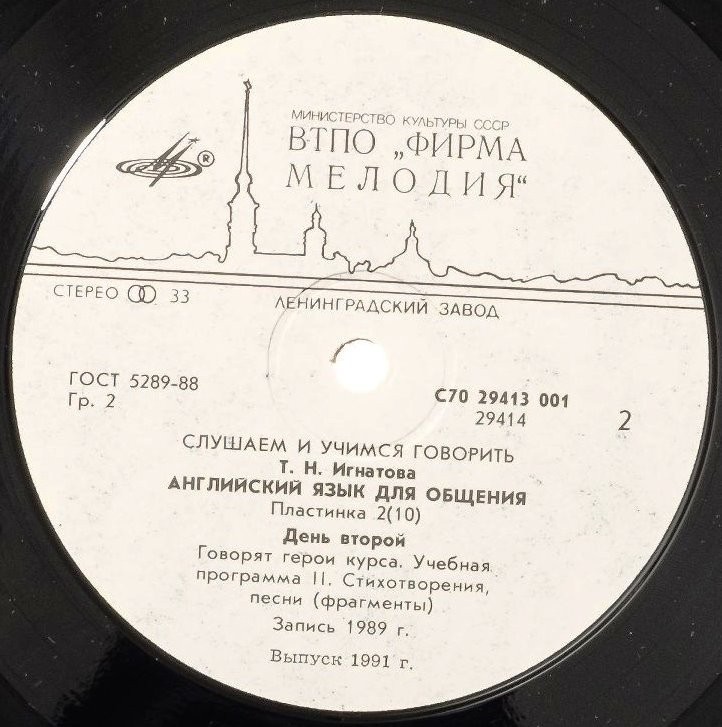 МИНИСТЕРСТВО КУЛЬТУРЫ СССР
ВТПО „ФИРМА
МЕЛОДИЯ“
®
СТЕРЕО 33
ЛЕНИНГРАДСКИЙ ЗАВОД
ГОСТ 5289-88
Гр. 2
С70 29413 001
29414
2
СЛУШАЕМ И УЧИМСЯ ГОВОРИТЬ
Т. Н. Игнатова
АНГЛИЙСКИЙ ЯЗЫК ДЛЯ ОБЩЕНИЯ
Пластинка 2(10)
День второй
Говорят герои курса. Учебная
программа II. Стихотворения,
песни (фрагменты)
Запись 1989 г.
Выпуск 1991 г.